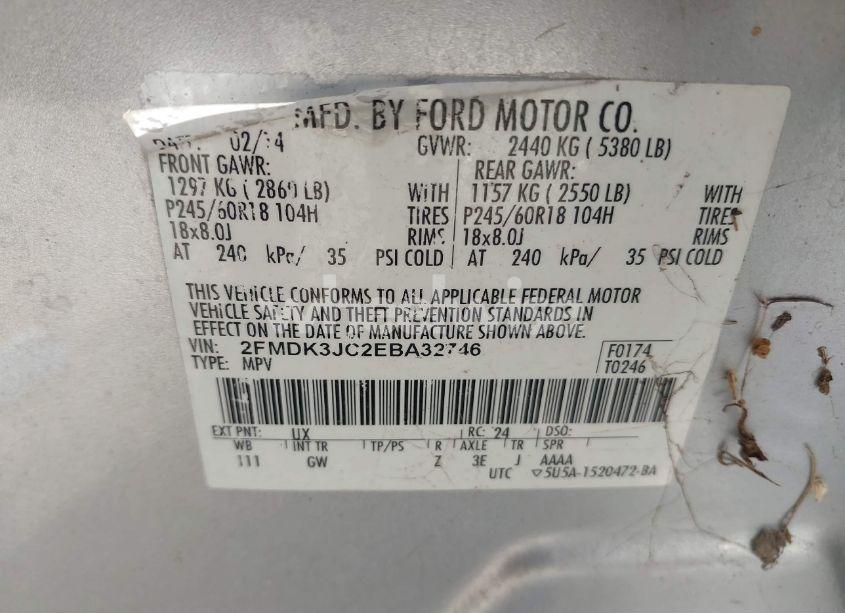 MFD. BY FORD MOTOR CO.
DATE: 02/14 GVWR: 2440 KG ( 5380 LB)
FRONT GAWR: REAR GAWR:
1297 KG ( 2860 LB) WITH 1157 KG ( 2550 LB) WITH
P245/60R18 104H TIRES P245/60R18 104H TIRES
18x8.0J RIMS 18x8.0J RIMS
AT 240 kPa/ 35 PSI COLD AT 240 kPa/ 35 PSI COLD
THIS VEHICLE CONFORMS TO ALL APPLICABLE FEDERAL MOTOR
VEHICLE SAFETY AND THEFT PREVENTION STANDARDS IN
EFFECT ON THE DATE OF MANUFACTURE SHOWN ABOVE.
VIN: 2FMDK3JC2EBA32746 F0174
TYPE: MPV T0246
EXT PNT: UX RC: 24 DSO:
WB INT TR TP/PS R AXLE TR SPR
111 GW Z 3E J AAAA
UTC ▽5U5A-1520472-BA